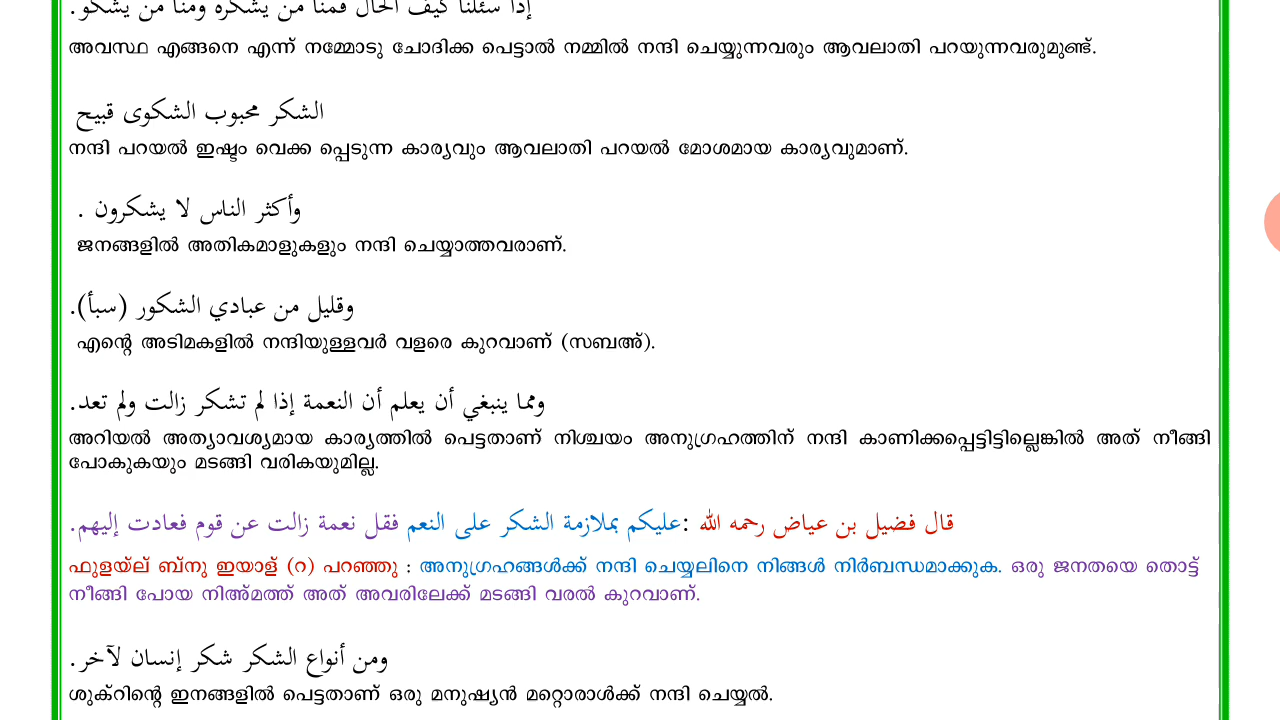 إذا سئلنا كيف الحال فمنا من يشكره ومنا من يشكو.
അവസ്ഥ എങ്ങനെ എന്ന് നമ്മോടു ചോദിക്ക പെട്ടാൽ നമ്മിൽ നന്ദി ചെയ്യുന്നവരും ആവലാതി പറയുന്നവരുമുണ്ട്.
الشكر محبوب الشكوى قبيح
നന്ദി പറയൽ ഇഷ്ടം വെക്ക പ്പെടുന്ന കാര്യവും ആവലാതി പറയൽ മോശമായ കാര്യവുമാണ്.
وأكثر الناس لا يشكرون .
ജനങ്ങളിൽ അതികമാളുകളും നന്ദി ചെയ്യാത്തവരാണ്.
وقليل من عبادي الشكور (سبأ).
എന്റെ അടിമകളിൽ നന്ദിയുള്ളവർ വളരെ കുറവാണ് (സബഅ്).
ومما ينبغي أن يعلم أن النعمة إذا لم تشكر زالت ولم تعد.
അറിയൽ അത്യാവശ്യമായ കാര്യത്തിൽ പെട്ടതാണ് നിശ്ചയം അനുഗ്രഹത്തിന് നന്ദി കാണിക്കപ്പെട്ടിട്ടില്ലെങ്കിൽ അത് നീങ്ങി
പോകുകയും മടങ്ങി വരികയുമില്ല.
قال فضيل بن عياض رحمه الله :عليكم بملازمة الشكر على النعم فقل نعمة زالت عن قوم فعادت إليهم.
ഫുളയ്ല് ബ്നു ഇയാള് (റ) പറഞ്ഞു : അനുഗ്രഹങ്ങൾക്ക് നന്ദി ചെയ്യലിനെ നിങ്ങൾ നിർബന്ധമാക്കുക. ഒരു ജനതയെ തൊട്ട്
നീങ്ങി പോയ നിഅ്മത്ത് അത് അവരിലേക്ക് മടങ്ങി വരൽ കുറവാണ്.
ومن أنواع الشكر شكر إنسان لآخر.
ശുക്റിന്റെ ഇനങ്ങളിൽ പെട്ടതാണ് ഒരു മനുഷ്യൻ മറ്റൊരാൾക്ക് നന്ദി ചെയ്യൽ.